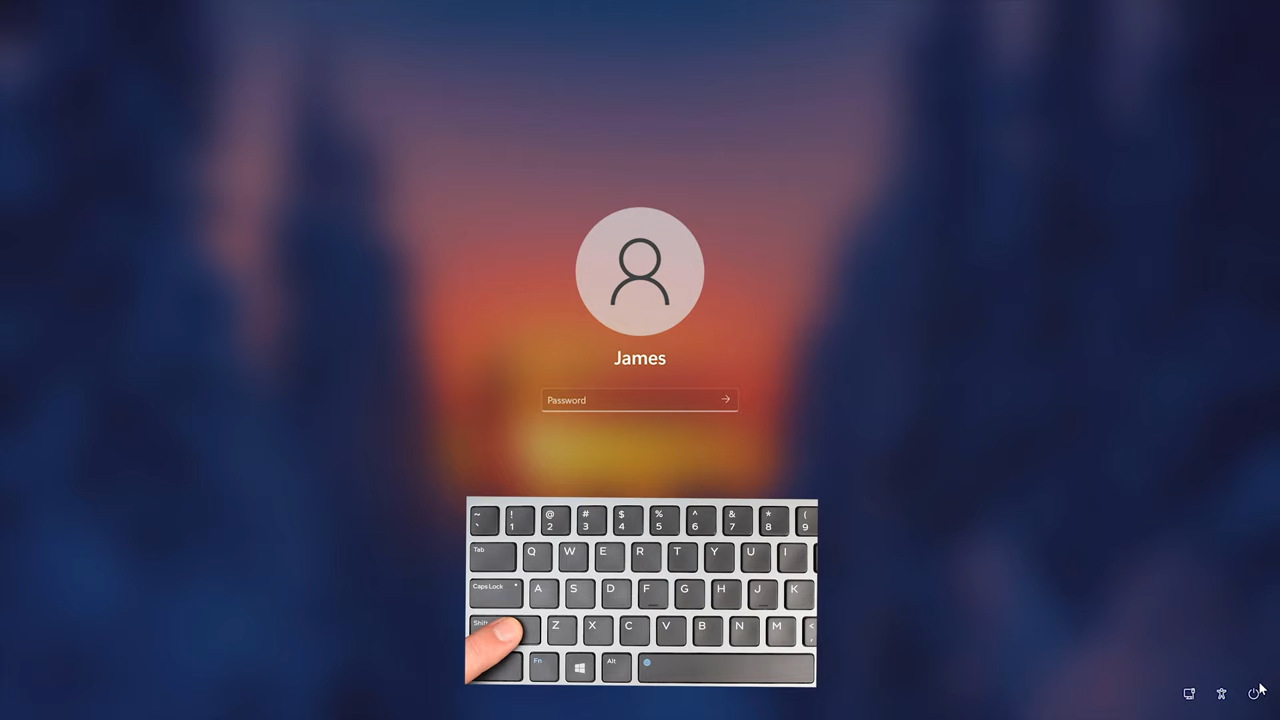 James
Password
~ ! @ # $ % ^ & * (
` 1 2 3 4 5 6 7 8 9
Tab Q W E R T Y U I
Caps Lock A S D F G H J K
Shift Z X C V B N M <
,
Fn Alt